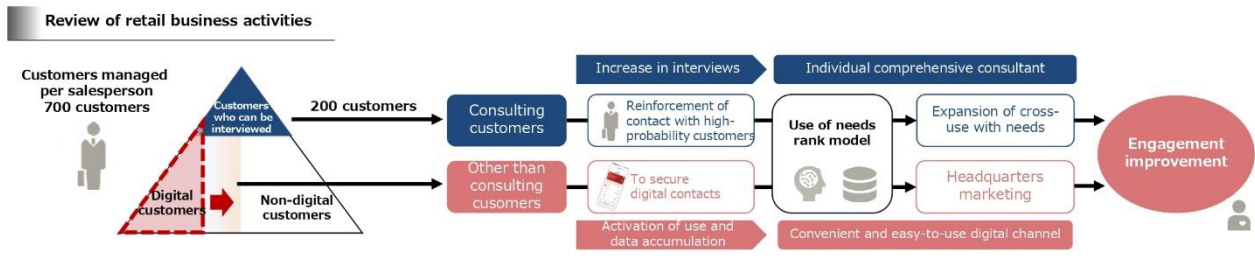 Review of retail business activities
Customers managed
per salesperson
700 customers
Customers
who can be
interviewed
Digital
customers
Non-digital
customers
200 customers
Consulting
customers
Other than
consulting
cusomers
Increase in interviews
Individual comprehensive consultant
Reinforcement of
contact with high-
probability customers
To secure
digital contacts
Use of needs
rank model
Expansion of cross-
use with needs
Headquarters
marketing
Activation of use and
data accumulation
Convenient and easy-to-use digital channel
Engagement
improvement